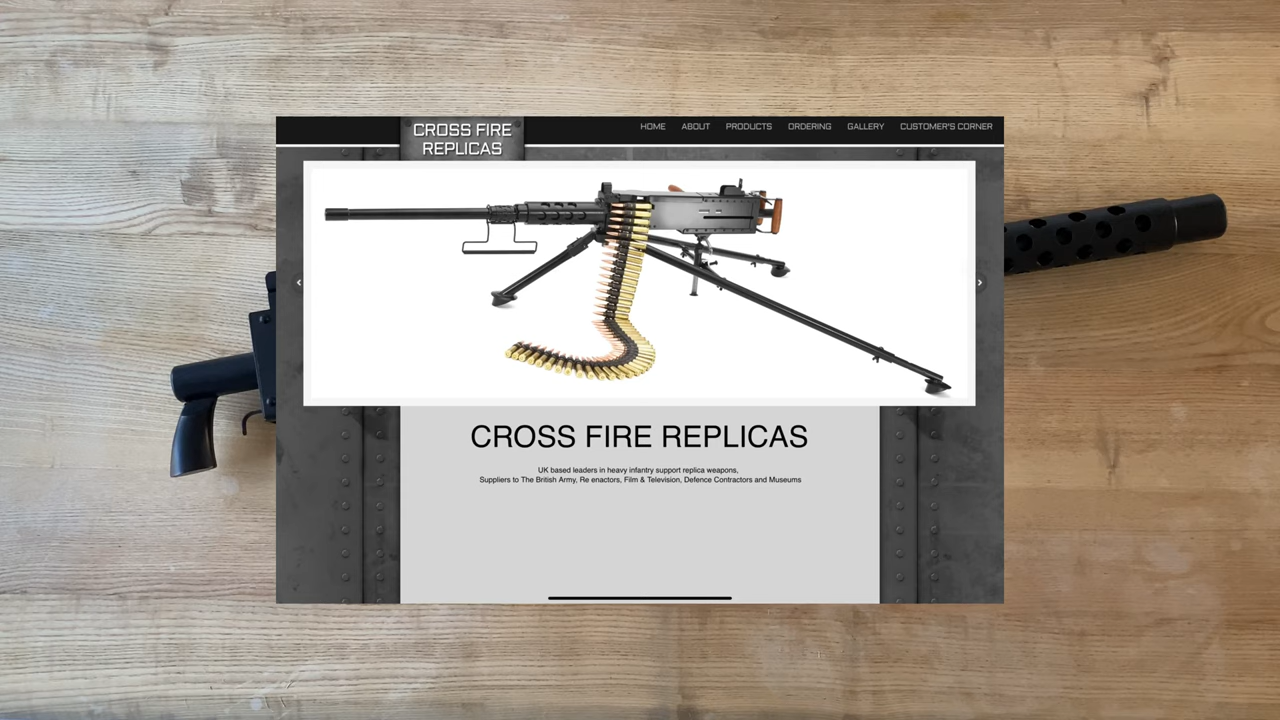 CROSS FIRE
REPLICAS
HOME ABOUT PRODUCTS ORDERING GALLERY CUSTOMER'S CORNER
CROSS FIRE REPLICAS
UK based leaders in heavy infantry support replica weapons,
Suppliers to The British Army, Re enactors, Film & Television, Defence Contractors and Museums